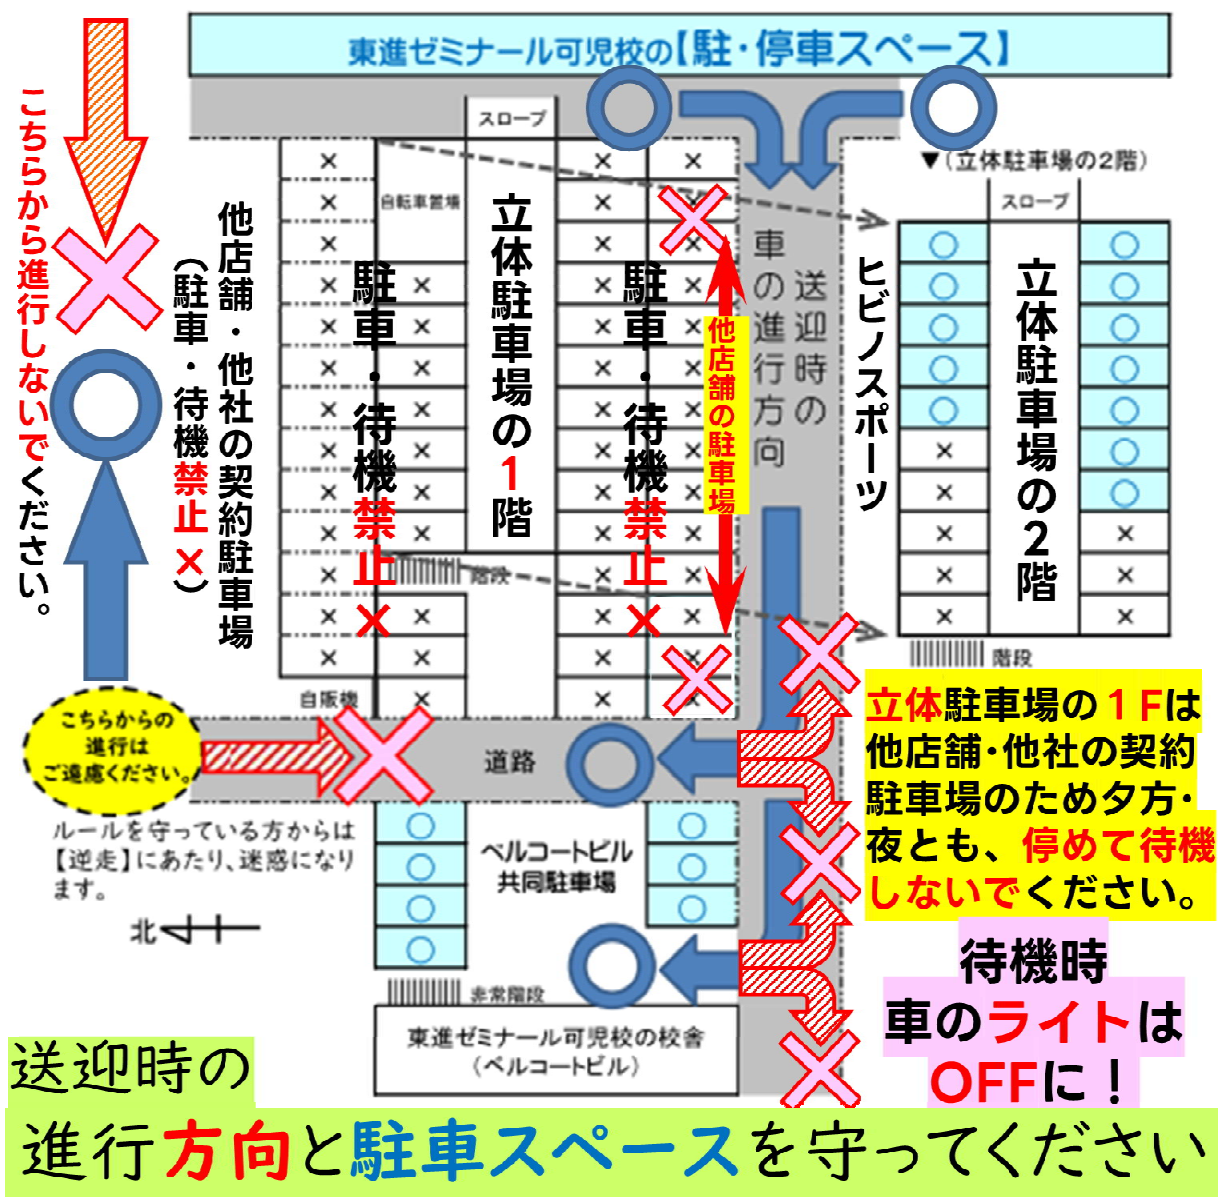 東進ゼミナール可児校の【駐・停車スペース】
こちらから進行しないでください。
スロープ
▼(立体駐車場の2階)
スロープ
自転車置場
他店舗・他社の契約駐車場
(駐車・待機禁止×)
駐車・待機禁止×
立体駐車場の1階
駐車・待機禁止×
他店舗の駐車場
送迎時の
車の進行方向
ヒビノスポーツ
立体駐車場の2階
階段
階段
自販機
こちらからの
進行は
ご遠慮ください。
道路
立体駐車場の1Fは
他店舗・他社の契約
駐車場のため夕方・
夜とも、停めて待機
しないでください。
ルールを守っている方からは
【逆走】にあたり、迷惑になり
ます。
北
ベルコートビル
共同駐車場
待機時
車のライトは
OFFに！
非常階段
東進ゼミナール可児校の校舎
(ベルコートビル)
送迎時の
進行方向と駐車スペースを守ってください